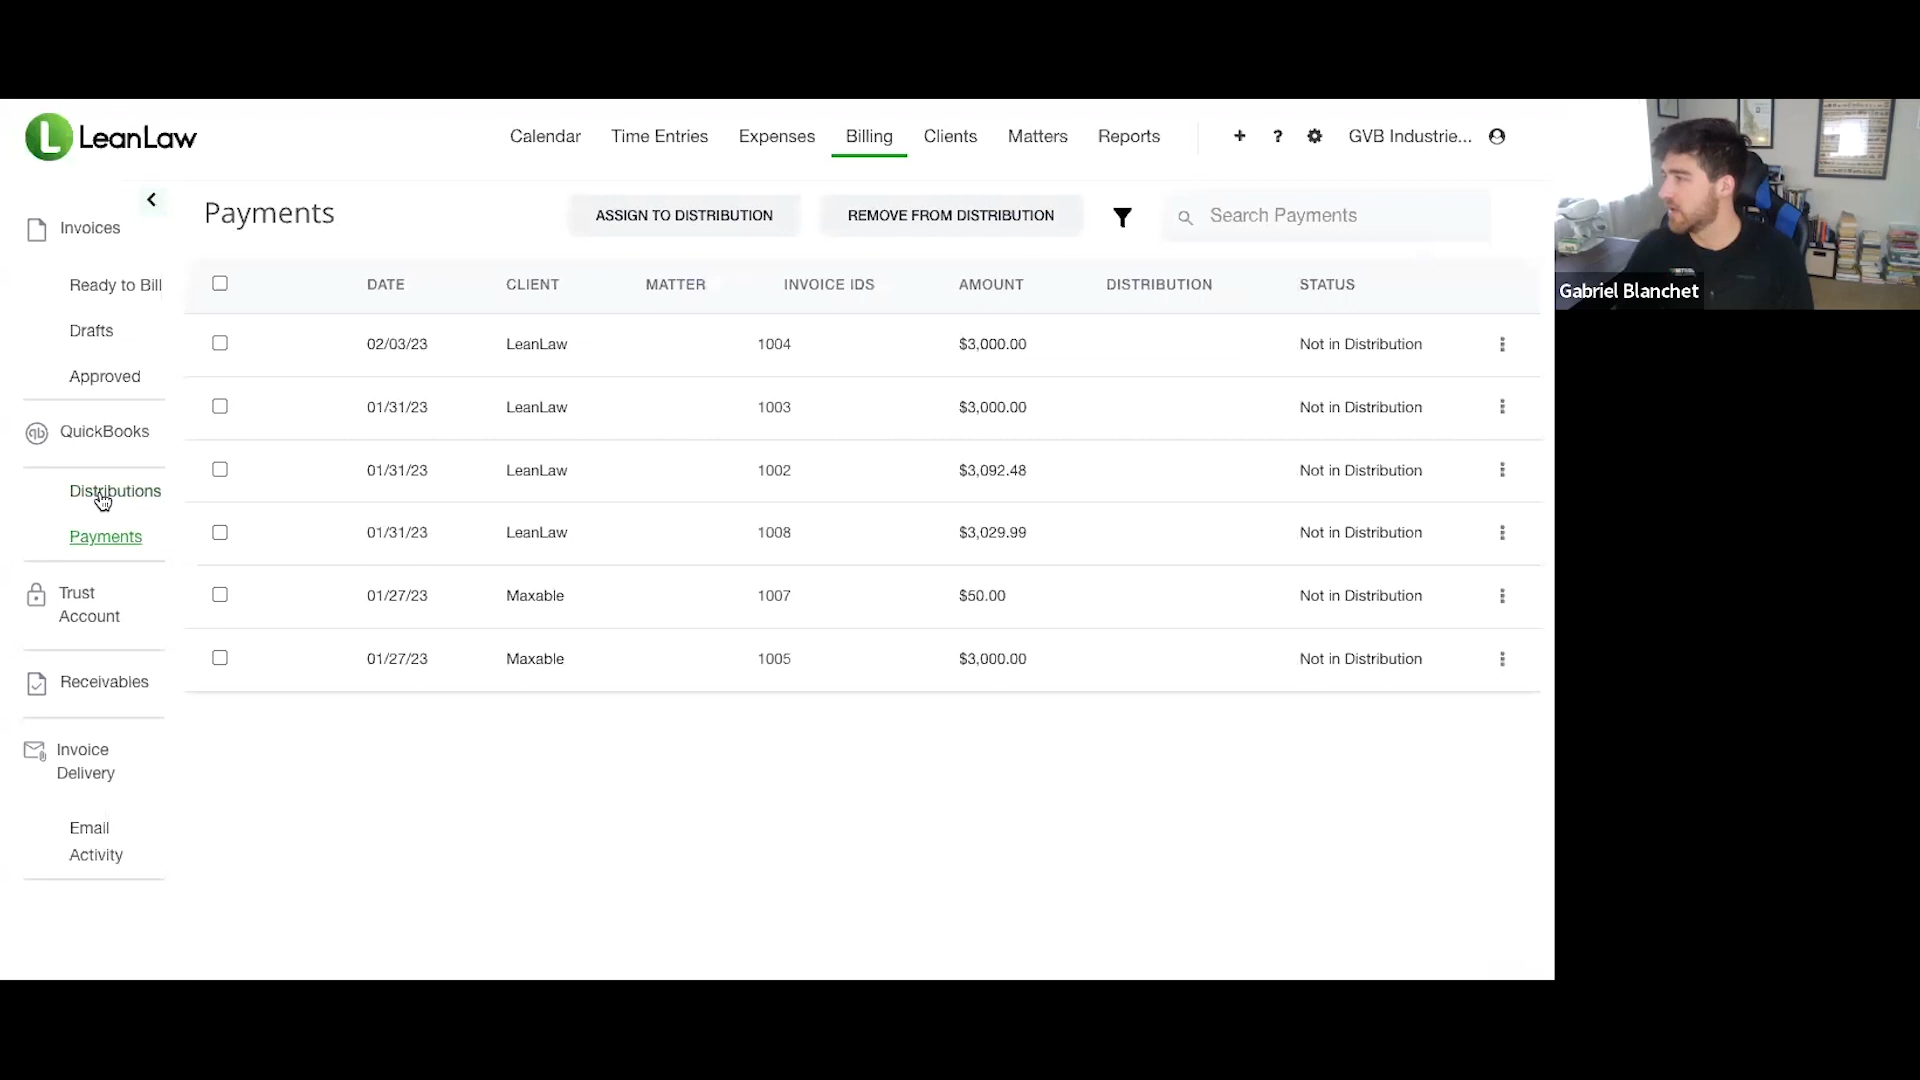 LeanLaw
Calendar
Time Entries
Expenses
Billing
Clients
Matters
Reports
+
?
GVB Industrie...
Invoices
Ready to Bill
Drafts
Approved
QuickBooks
Distributions
Payments
Trust
Account
Receivables
Invoice
Delivery
Email
Activity
Payments
ASSIGN TO DISTRIBUTION
REMOVE FROM DISTRIBUTION
Search Payments
DATE CLIENT MATTER INVOICE IDS AMOUNT DISTRIBUTION STATUS
02/03/23 LeanLaw 1004 $3,000.00 Not in Distribution
01/31/23 LeanLaw 1003 $3,000.00 Not in Distribution
01/31/23 LeanLaw 1002 $3,092.48 Not in Distribution
01/31/23 LeanLaw 1008 $3,029.99 Not in Distribution
01/27/23 Maxable 1007 $50.00 Not in Distribution
01/27/23 Maxable 1005 $3,000.00 Not in Distribution
Gabriel Blanchet